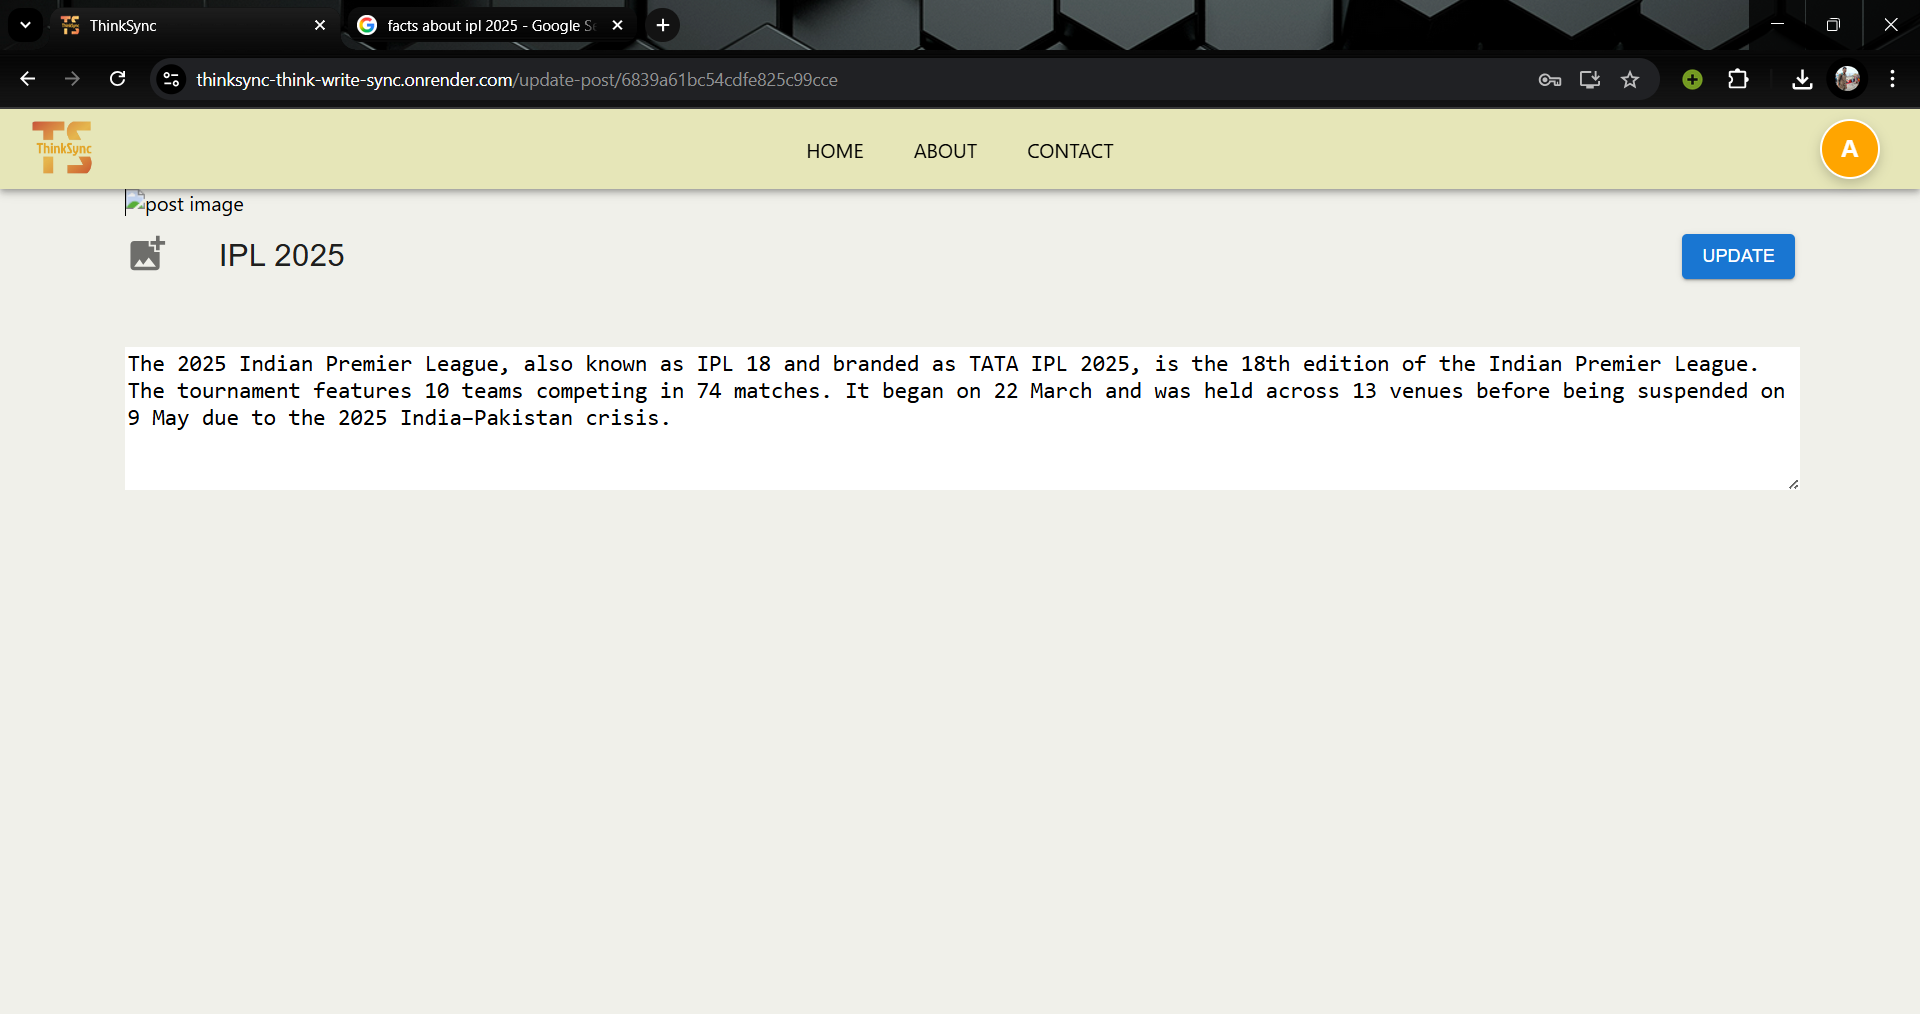 ThinkSync
facts about ipl 2025 - Google Se
thinksync-think-write-sync.onrender.com/update-post/6839a61bc54cdfe825c99cce
TS
ThinkSync
HOME
ABOUT
CONTACT
A
post image
IPL 2025
UPDATE
The 2025 Indian Premier League, also known as IPL 18 and branded as TATA IPL 2025, is the 18th edition of the Indian Premier League.
The tournament features 10 teams competing in 74 matches. It began on 22 March and was held across 13 venues before being suspended on
9 May due to the 2025 India–Pakistan crisis.